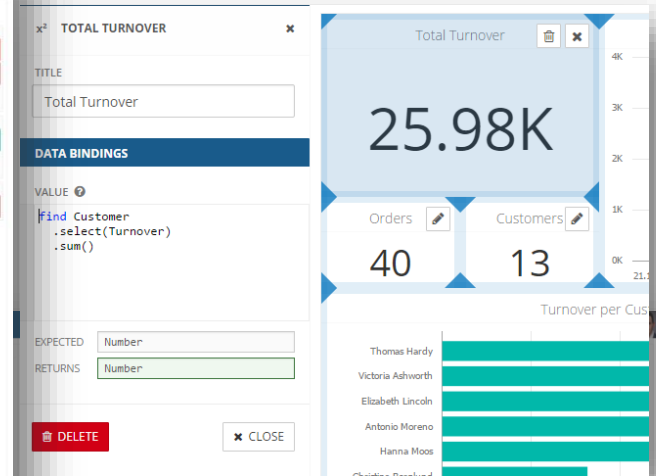 x² TOTAL TURNOVER
TITLE
Total Turnover
DATA BINDINGS
VALUE
find Customer
.select(Turnover)
.sum()
EXPECTED Number
RETURNS Number
DELETE
CLOSE
Total Turnover
25.98K
Orders
40
Customers
13
4K
3K
2K
1K
0K
21.1
Turnover per Cus
Thomas Hardy
Victoria Ashworth
Elizabeth Lincoln
Antonio Moreno
Hanna Moos